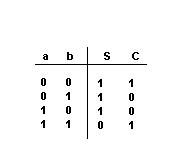 a b S C
0 0 1 1
0 1 1 0
1 0 1 0
1 1 0 1